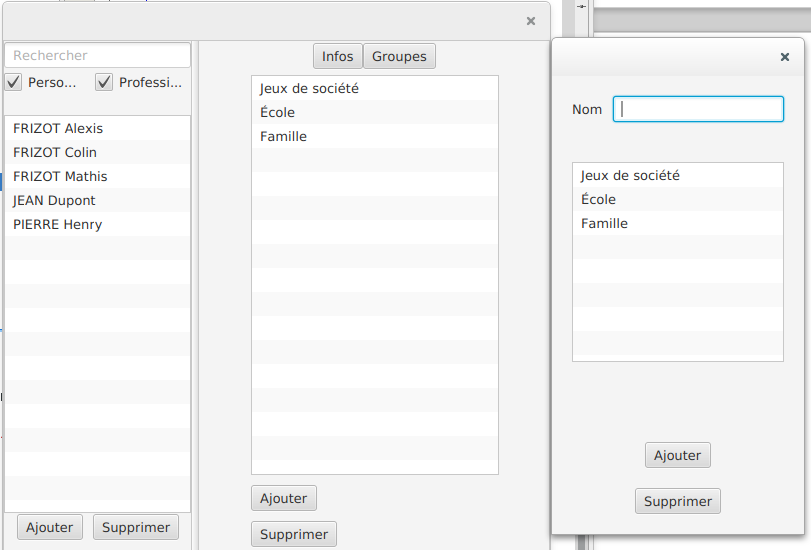 Rechercher
Perso... Professi...
FRIZOT Alexis
FRIZOT Colin
FRIZOT Mathis
JEAN Dupont
PIERRE Henry
Ajouter Supprimer
Infos Groupes
Jeux de société
École
Famille
Ajouter
Supprimer
Nom
Jeux de société
École
Famille
Ajouter
Supprimer